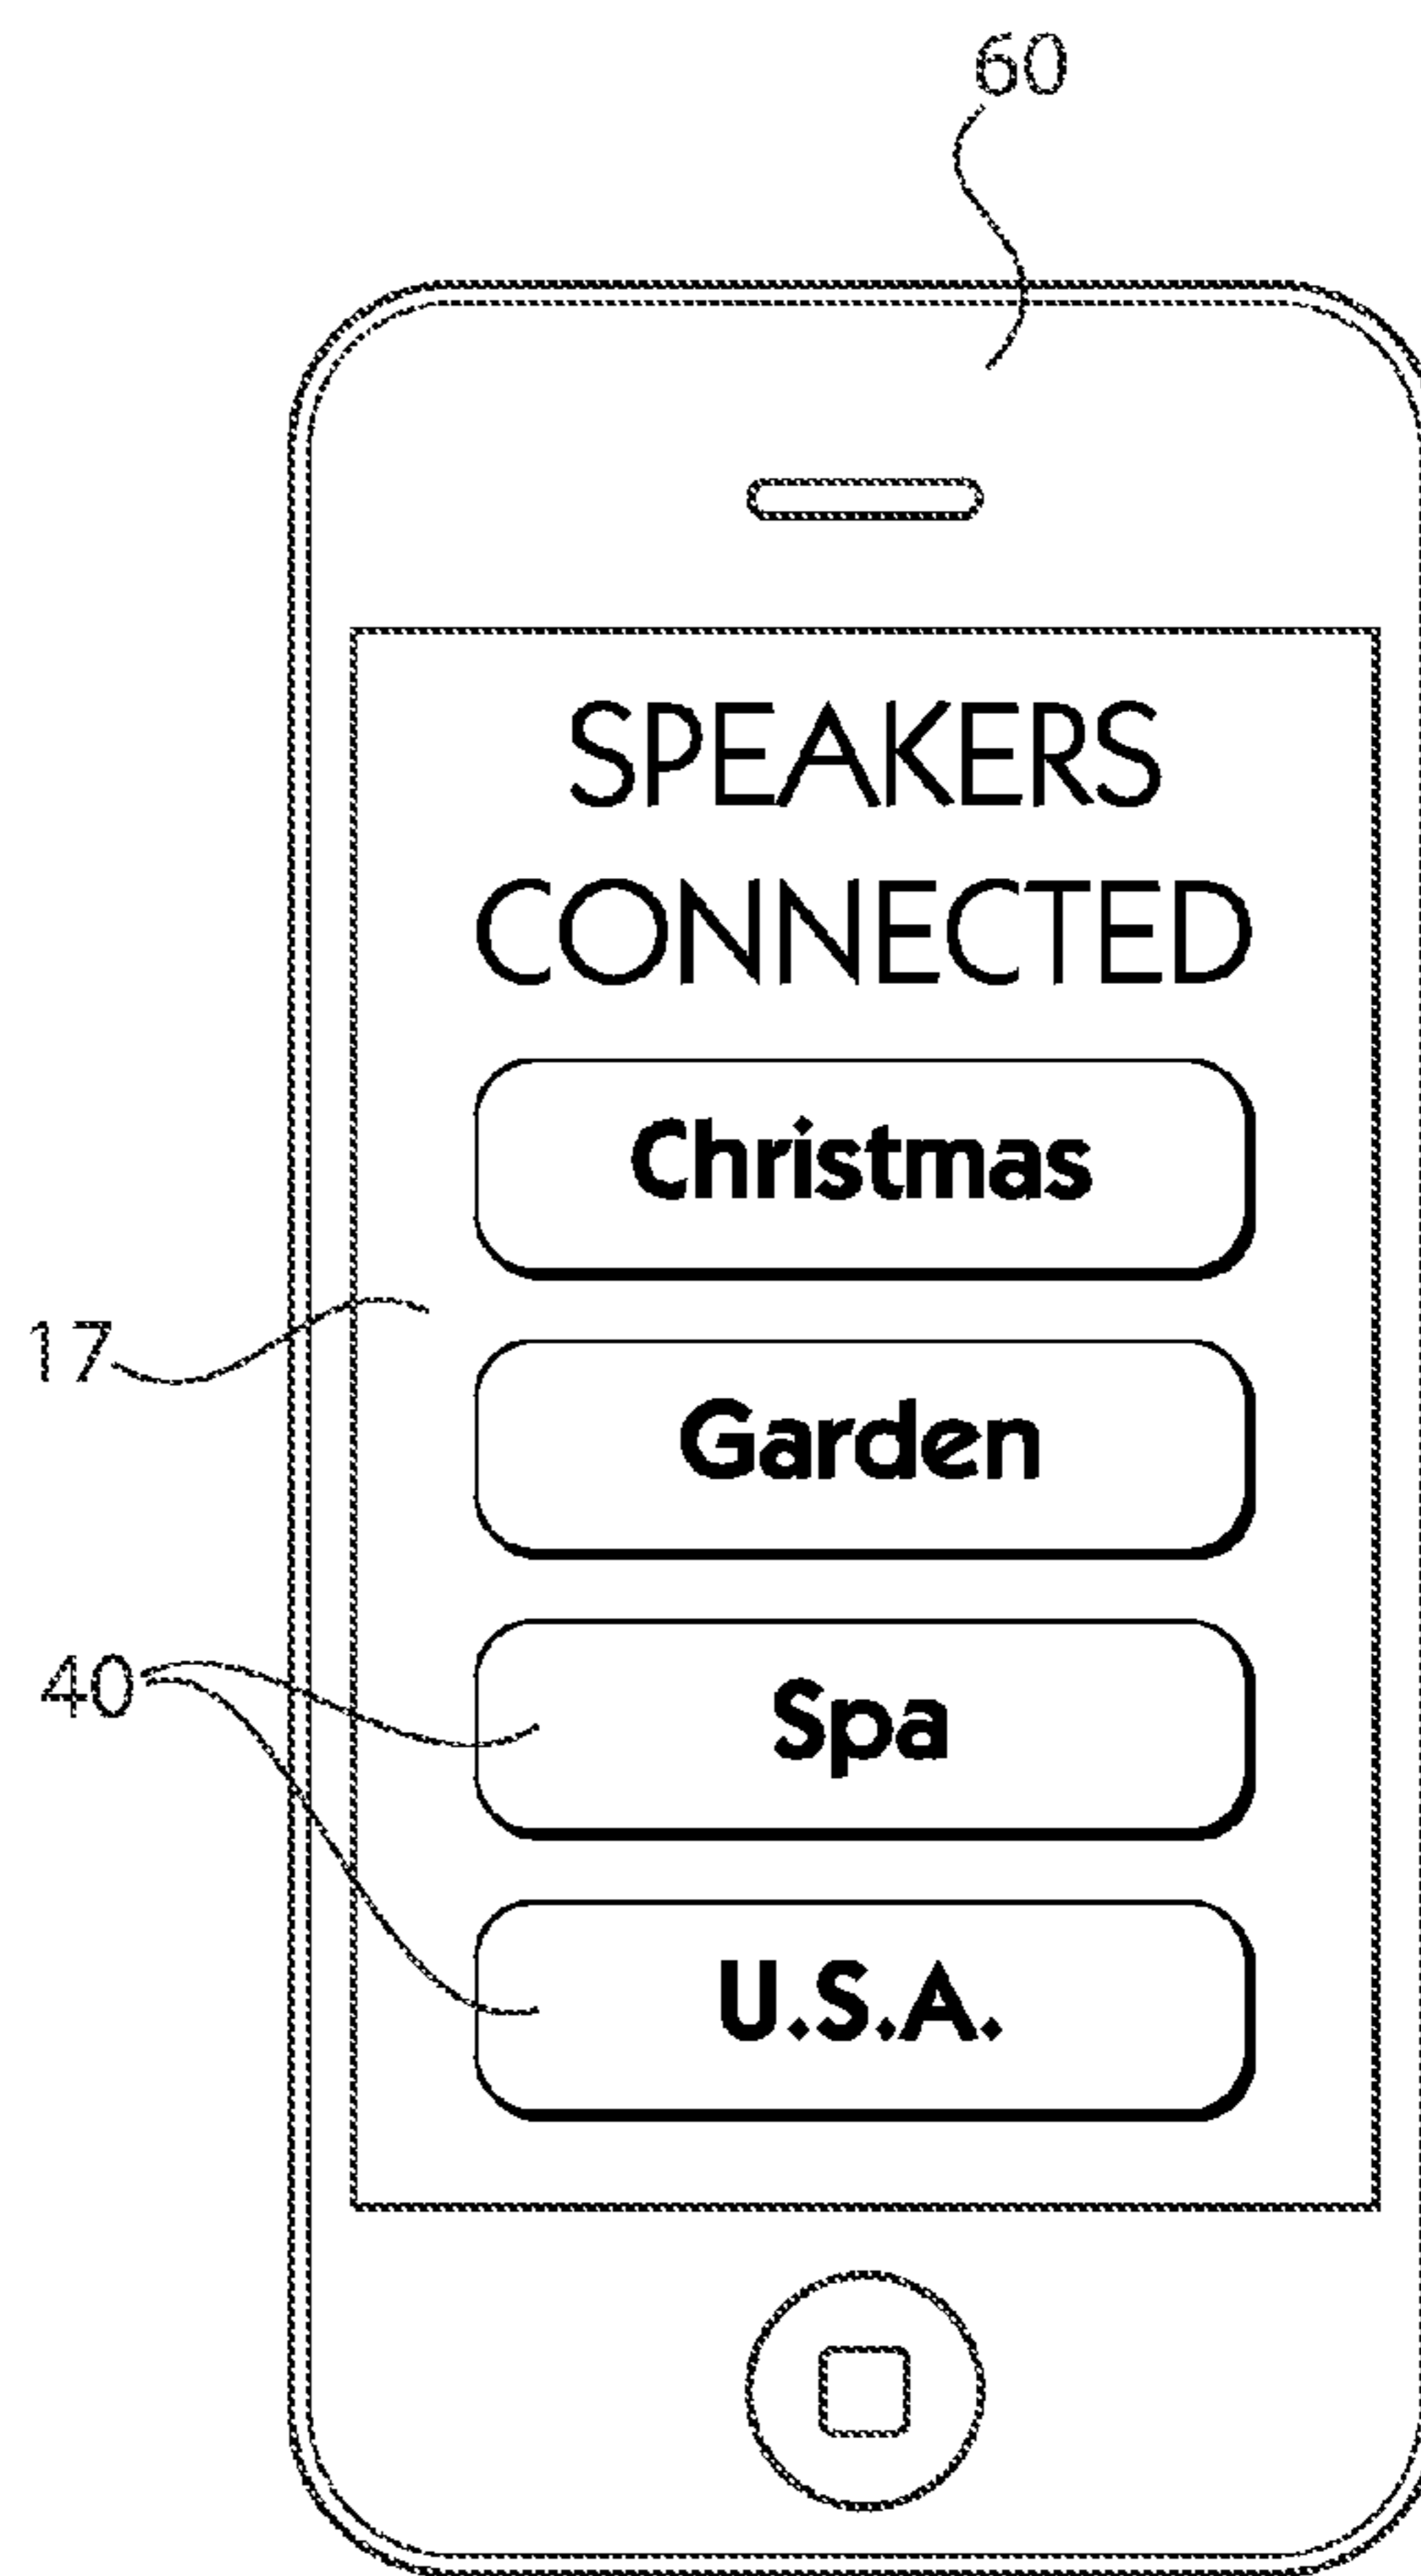 60
SPEAKERS
CONNECTED
Christmas
17
Garden
40
Spa
U.S.A.